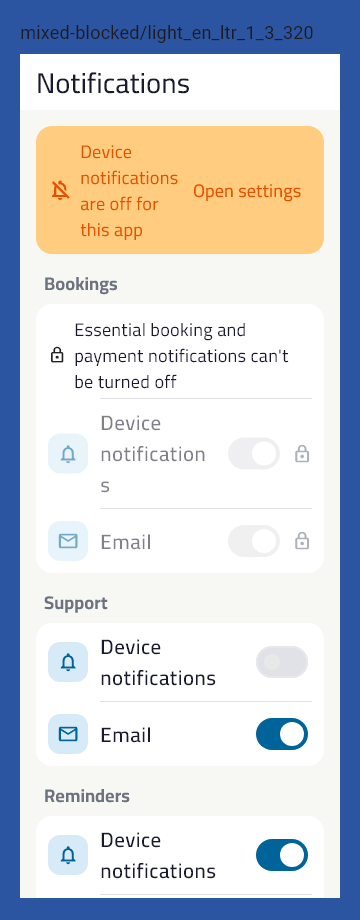 mixed-blocked/light_en_ltr_1_3_320
Notifications
Device
notifications
are off for
this app
Open settings
Bookings
Essential booking and
payment notifications can't
be turned off
Device
notification
s
Email
Support
Device
notifications
Email
Reminders
Device
notifications